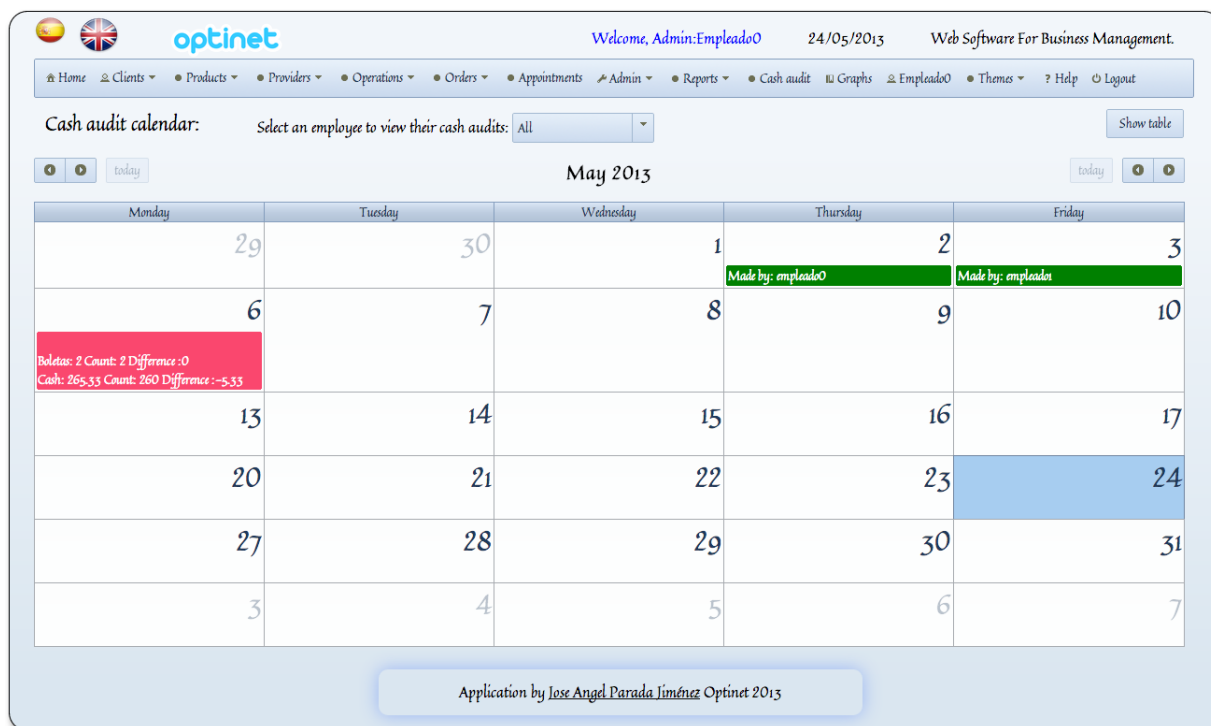 optinet Welcome, Admin:Empleado0 24/05/2013 Web Software For Business Management.
Home Clients Products Providers Operations Orders Appointments Admin Reports Cash audit Graphs Empleado0 Themes ? Help Logout
Cash audit calendar: Select an employee to view their cash audits: All Show table
today May 2013 today
Monday Tuesday Wednesday Thursday Friday
29 30 1 2 3
Made by: empleado0 Made by: empleado1
6 7 8 9 10
Boletas: 2 Count: 2 Difference :0
Cash: 265.33 Count: 260 Difference :-5.33
13 14 15 16 17
20 21 22 23 24
27 28 29 30 31
3 4 5 6 7
Application by Jose Angel Parada Jiménez Optinet 2013